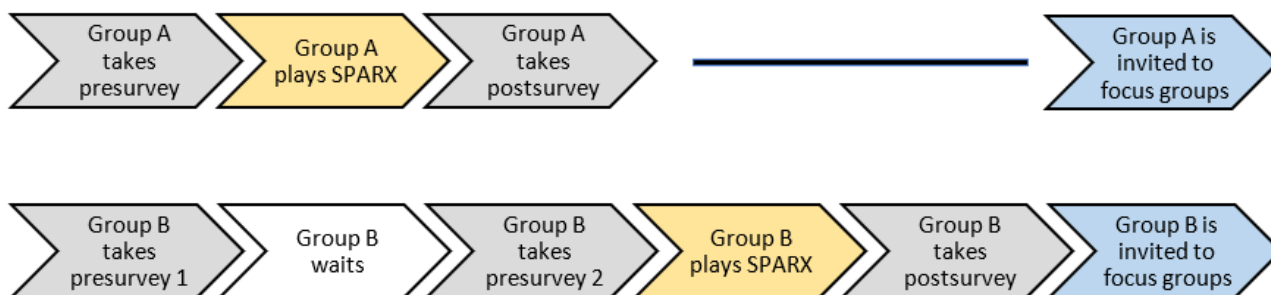 Group A
takes
presurvey
Group A
plays SPARX
Group A
takes
postsurvey
Group A is
invited to
focus groups
Group B
takes
presurvey 1
Group B
waits
Group B
takes
presurvey 2
Group B
plays SPARX
Group B
takes
postsurvey
Group B is
invited to
focus groups